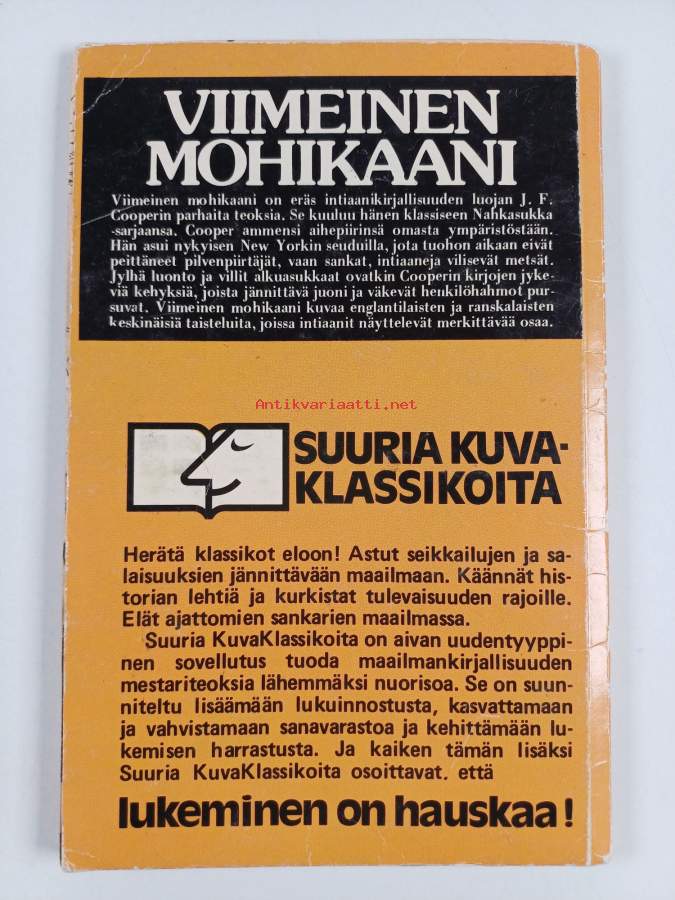 VIIMEINEN
MOHIKAANI
Viimeinen mohikaani on eräs intiaanikirjallisuuden luojan J. F.
Cooperin parhaita teoksia. Se kuuluu hänen klassiseen Nahkasukka
-sarjaansa. Cooper ammensi aihepiirinsä omasta ympäristöstään.
Hän asui nykyisen New Yorkin seuduilla, jota tuohon aikaan eivät
peittäneet pilvenpiirtäjät, vaan sankat, intiaaneja vilisevät metsät.
Jylhä luonto ja villit alkuasukkaat ovatkin Cooperin kirjojen jyke-
viä kehyksiä, joista jännittävä juoni ja väkevät henkilöhahmot pur-
suvat. Viimeinen mohikaani kuvaa englantilaisten ja ranskalaisten
keskinäisiä taisteluita, joissa intiaanit näyttelevät merkittävää osaa.
Antikvariaatti.net
SUURIA KUVA-
KLASSIKOITA
Herätä klassikot eloon! Astut seikkailujen ja sa-
laisuuksien jännittävään maailmaan. Käännät his-
torian lehtiä ja kurkistat tulevaisuuden rajoille.
Elät ajattomien sankarien maailmassa.
Suuria KuvaKlassikoita on aivan uudentyyppi-
nen sovellutus tuoda maailmankirjallisuuden
mestariteoksia lähemmäksi nuorisoa. Se on suun-
niteltu lisäämään lukuinnostusta, kasvattamaan
ja vahvistamaan sanavarastoa ja kehittämään lu-
kemisen harrastusta. Ja kaiken tämän lisäksi
Suuria KuvaKlassikoita osoittavat, että
lukeminen on hauskaa!